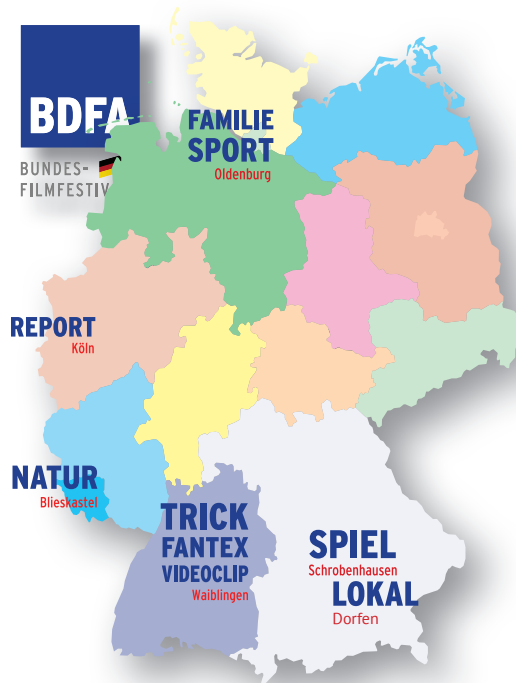 BDFA
BUNDES-
FILMFESTIV
FAMILIE
SPORT
Oldenburg
REPORT
Köln
NATUR
Blieskastel
TRICK
FANTEX
VIDEOCLIP
Waiblingen
SPIEL
Schrobenhausen
LOKAL
Dorfen